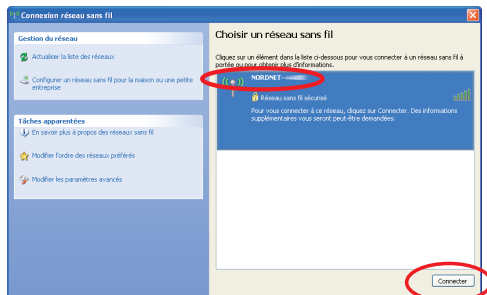 Connexion réseau sans fil
Gestion du réseau
Actualiser la liste des réseaux
Configurer un réseau sans fil pour la maison ou une petite
entreprise
Tâches apparentées
En savoir plus à propos des réseaux sans fil
Modifier l'ordre des réseaux préférés
Modifier les paramètres avancés
Choisir un réseau sans fil
Cliquez sur un élément dans la liste ci-dessous pour vous connecter à un réseau sans fil à
portée ou pour obtenir plus d'informations.
NORDNET-
Réseau sans fil sécurisé
Pour vous connecter à ce réseau, cliquez sur Connecter. Des informations
supplémentaires vous seront peut-être demandées.
Connecter